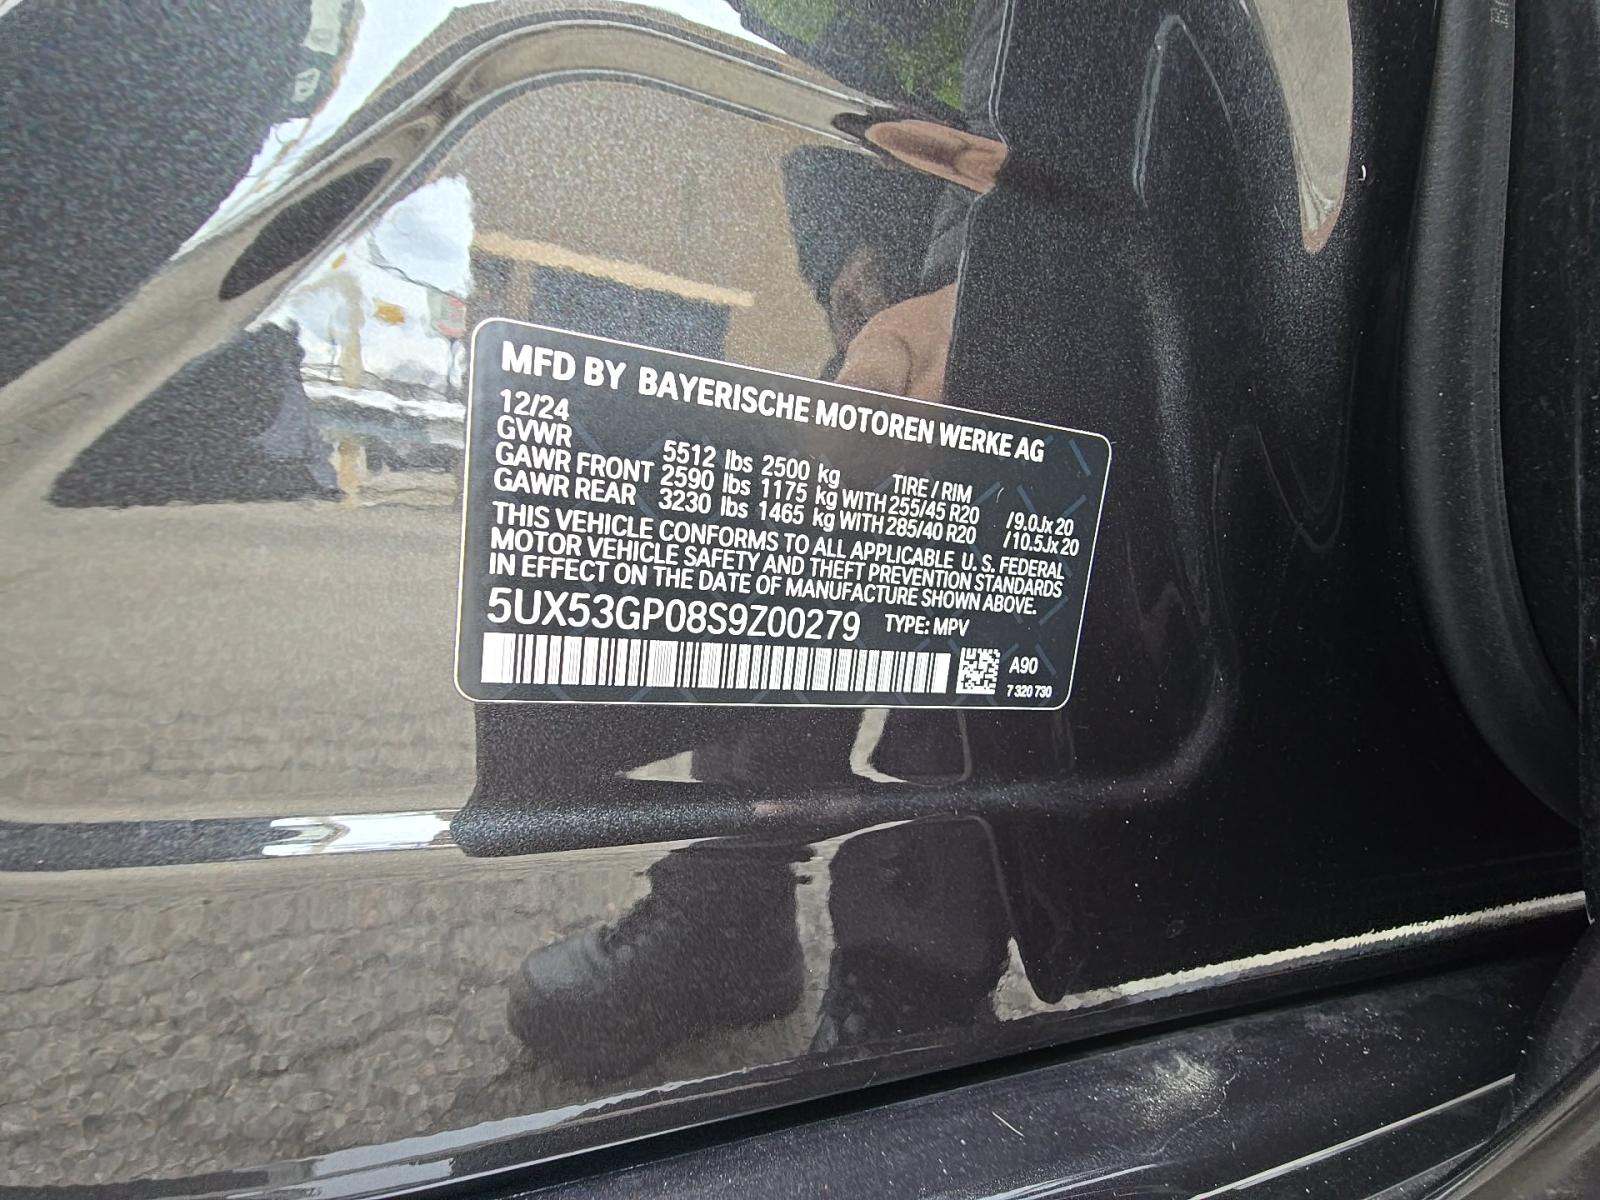 MFD BY BAYERISCHE MOTOREN WERKE AG
12/24
GVWR 5512 lbs 2500 kg TIRE / RIM
GAWR FRONT 2590 lbs 1175 kg WITH 255/45 R20 /9.0Jx20
GAWR REAR 3230 lbs 1465 kg WITH 285/40 R20 /10.5Jx20
THIS VEHICLE CONFORMS TO ALL APPLICABLE U. S. FEDERAL
MOTOR VEHICLE SAFETY AND THEFT PREVENTION STANDARDS
IN EFFECT ON THE DATE OF MANUFACTURE SHOWN ABOVE.
5UX53GP08S9Z00279 TYPE: MPV
A90
7 320 730